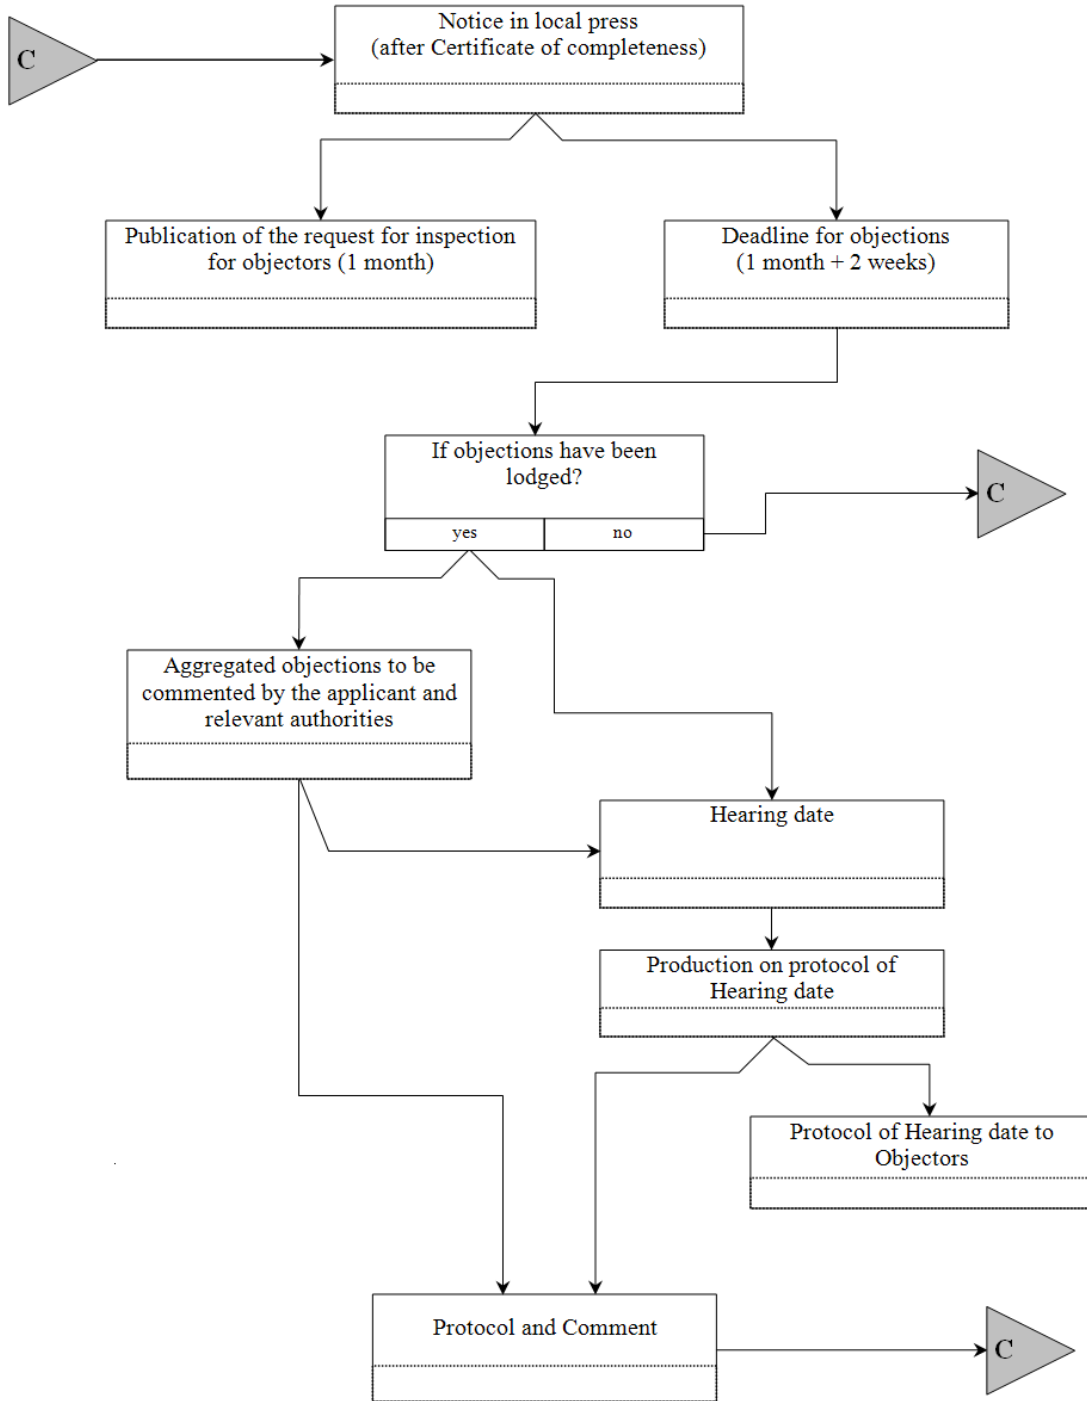 C
Notice in local press
(after Certificate of completeness)
Publication of the request for inspection
for objectors (1 month)
Deadline for objections
(1 month + 2 weeks)
If objections have been
lodged?
yes
no
C
Aggregated objections to be
commented by the applicant and
relevant authorities
Hearing date
Production on protocol of
Hearing date
Protocol of Hearing date to
Objectors
Protocol and Comment
C